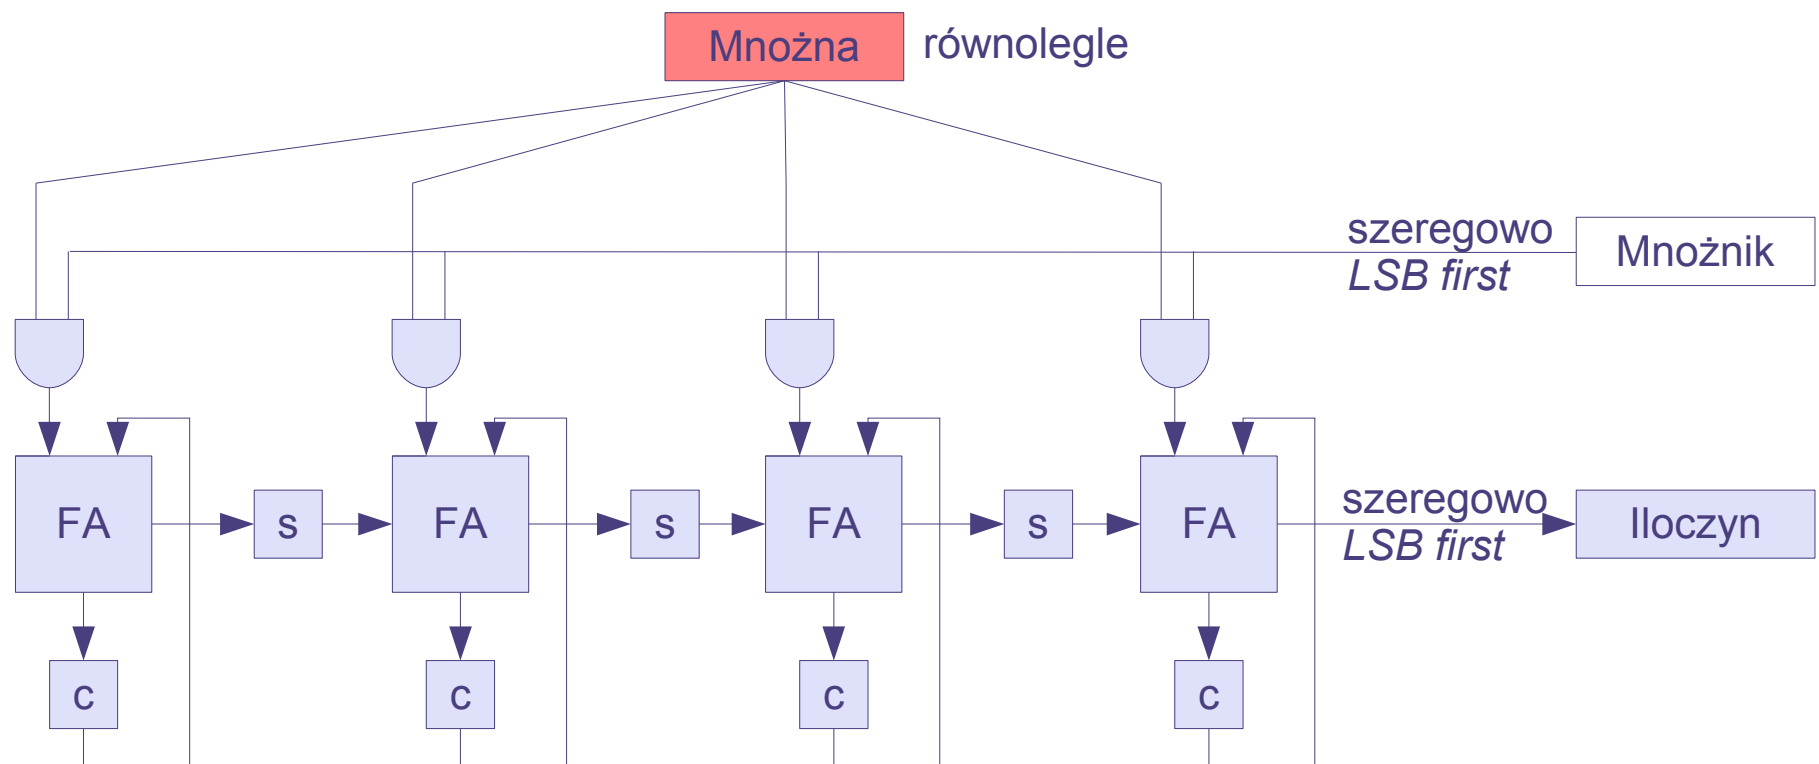 Mnożna
równolegle
szeregowo
LSB first
Mnożnik
FA
s
FA
s
FA
s
FA
szeregowo
LSB first
Iloczyn
c
c
c
c